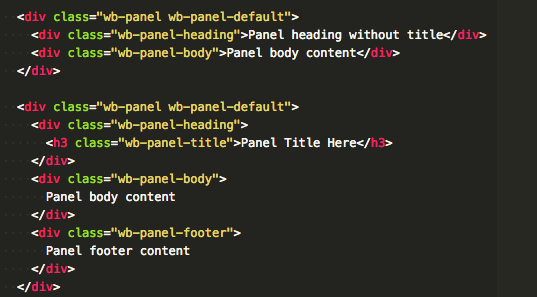 <div class="wb-panel wb-panel-default">
  <div class="wb-panel-heading">Panel heading without title</div>
  <div class="wb-panel-body">Panel body content</div>
</div>

<div class="wb-panel wb-panel-default">
  <div class="wb-panel-heading">
    <h3 class="wb-panel-title">Panel Title Here</h3>
  </div>
  <div class="wb-panel-body">
    Panel body content
  </div>
  <div class="wb-panel-footer">
    Panel footer content
  </div>
</div>